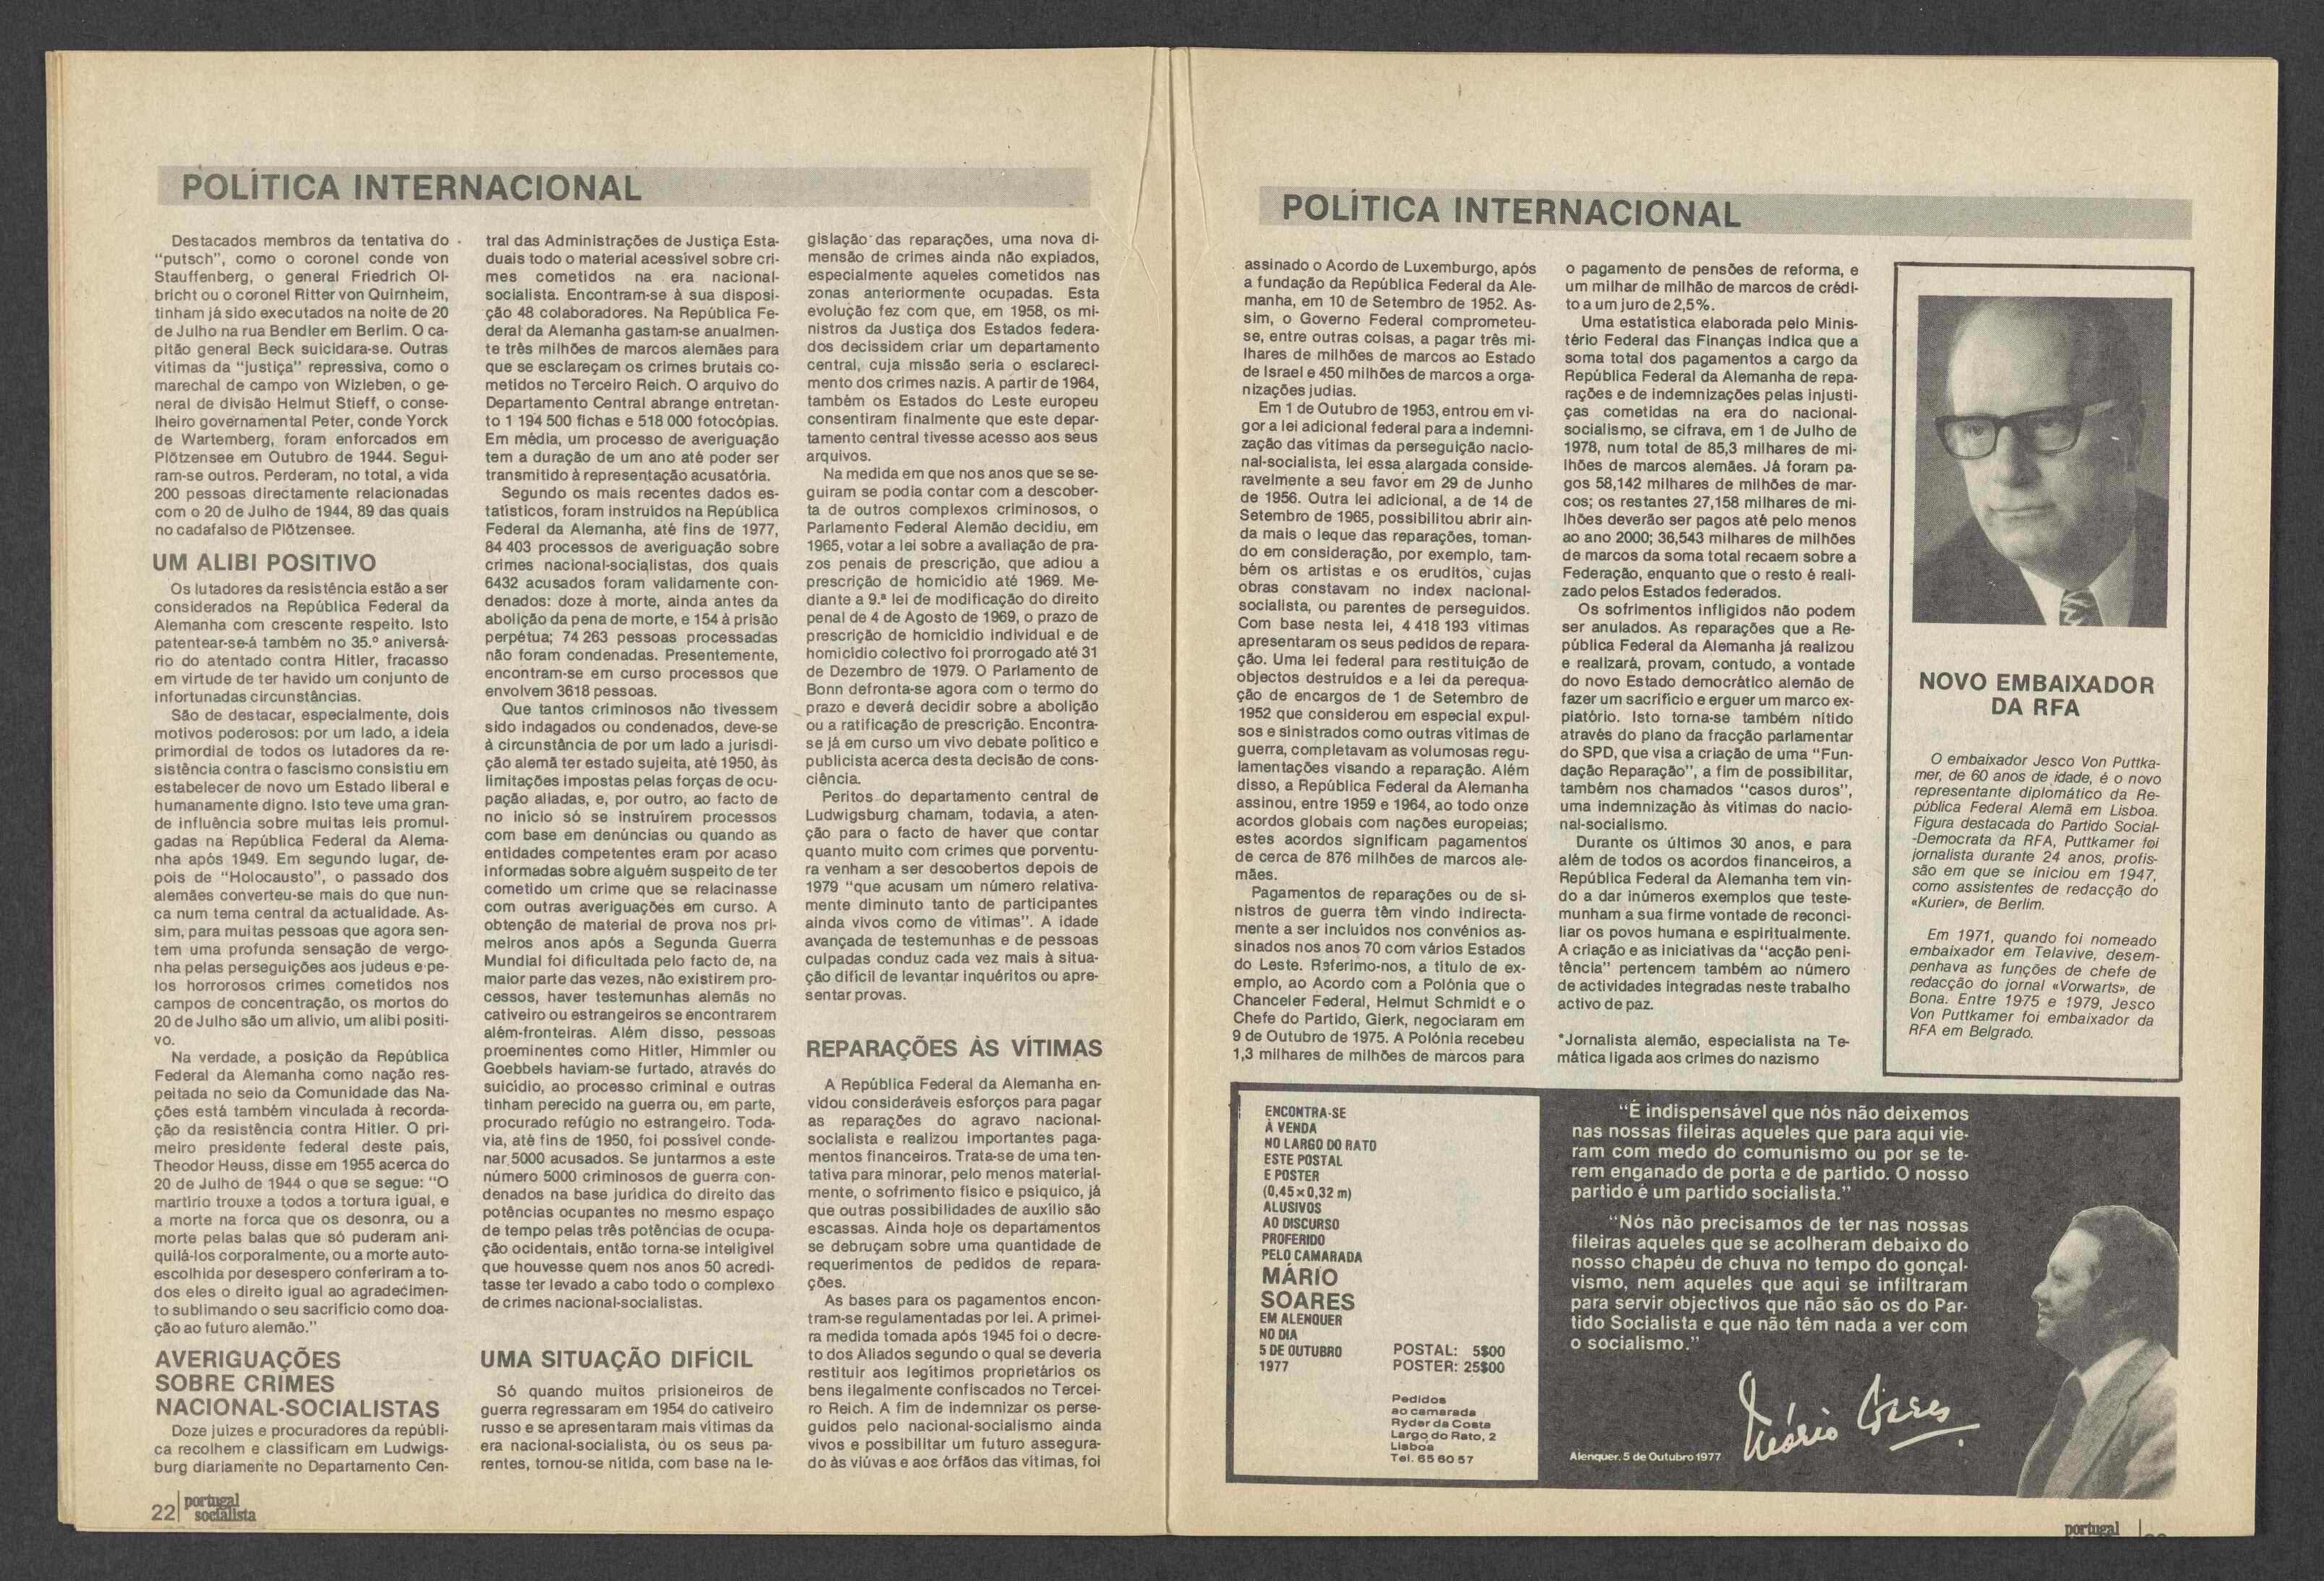 POLÍTICA INTERNACIONAL
Destacados membros da tentativa do
"putsch", como o coronel conde von
Stauffenberg, o general Friedrich Ol-
bricht ou o coronel Ritter von Quirnheim,
tinham já sido executados na noite de 20
de Julho na rua Bendler em Berlim. O ca-
pitão general Beck suicidara-se. Outras
vítimas da "justiça" repressiva, como o
marechal de campo von Wizleben, o ge-
neral de divisão Helmut Stieff, o conse-
lheiro governamental Peter, conde Yorck
de Wartemberg, foram enforcados em
Plötzensee em Outubro de 1944. Segui-
ram-se outros. Perderam, no total, a vida
200 pessoas directamente relacionadas
com o 20 de Julho de 1944, 89 das quais
no cadafalso de Plötzensee.
UM ALIBI POSITIVO
Os lutadores da resistência estão a ser
considerados na República Federal da
Alemanha com crescente respeito. Isto
patentear-se-á também no 35.º aniversá-
rio do atentado contra Hitler, fracasso
em virtude de ter havido um conjunto de
infortunadas circunstâncias.
São de destacar, especialmente, dois
motivos poderosos: por um lado, a ideia
primordial de todos os lutadores da re-
sistência contra o fascismo consistiu em
estabelecer de novo um Estado liberal e
humanamente digno. Isto teve uma gran-
de influência sobre muitas leis promul-
gadas na República Federal da Alema-
nha após 1949. Em segundo lugar, de-
pois de "Holocausto", o passado dos
alemães converteu-se mais do que nun-
ca num tema central da actualidade. As-
sim, para muitas pessoas que agora sen-
tem uma profunda sensação de vergo-
nha pelas perseguições aos judeus e pe-
los horrorosos crimes cometidos nos
campos de concentração, os mortos do
20 de Julho são um alívio, um alibi positi-
vo.
Na verdade, a posição da República
Federal da Alemanha como nação res-
peitada no seio da Comunidade das Na-
ções está também vinculada à recorda-
ção da resistência contra Hitler. O pri-
meiro presidente federal deste país,
Theodor Heuss, disse em 1955 acerca do
20 de Julho de 1944 o que se segue: "O
martírio trouxe a todos a tortura igual, e
a morte na forca que os desonra, ou a
morte pelas balas que só puderam ani-
quilá-los corporalmente, ou a morte auto-
escolhida por desespero conferiram a to-
dos eles o direito igual ao agradecimen-
to sublimando o seu sacrifício como doa-
ção ao futuro alemão."
AVERIGUAÇÕES
SOBRE CRIMES
NACIONAL-SOCIALISTAS
Doze juízes e procuradores da repúbli-
ca recolhem e classificam em Ludwigs-
burg diariamente no Departamento Cen-
tral das Administrações de Justiça Esta-
duais todo o material acessível sobre cri-
mes cometidos na era nacional-
socialista. Encontram-se à sua disposi-
ção 48 colaboradores. Na República Fe-
deral da Alemanha gastam-se anualmen-
te três milhões de marcos alemães para
que se esclareçam os crimes brutais co-
metidos no Terceiro Reich. O arquivo do
Departamento Central abrange entretan-
to 1 194 500 fichas e 518 000 fotocópias.
Em média, um processo de averiguação
tem a duração de um ano até poder ser
transmitido à representação acusatória.
Segundo os mais recentes dados es-
tatísticos, foram instruídos na República
Federal da Alemanha, até fins de 1977,
84 403 processos de averiguação sobre
crimes nacional-socialistas, dos quais
6432 acusados foram validamente con-
denados: doze à morte, ainda antes da
abolição da pena de morte, e 154 à prisão
perpétua; 74 263 pessoas processadas
não foram condenadas. Presentemente,
encontram-se em curso processos que
envolvem 3618 pessoas.
Que tantos criminosos não tivessem
sido indagados ou condenados, deve-se
à circunstância de por um lado a jurisdi-
ção alemã ter estado sujeita, até 1950, às
limitações impostas pelas forças de ocu-
pação aliadas, e, por outro, ao facto de
no início só se instruírem processos
com base em denúncias ou quando as
entidades competentes eram por acaso
informadas sobre alguém suspeito de ter
cometido um crime que se relacinasse
com outras averiguações em curso. A
obtenção de material de prova nos pri-
meiros anos após a Segunda Guerra
Mundial foi dificultada pelo facto de, na
maior parte das vezes, não existirem pro-
cessos, haver testemunhas alemãs no
cativeiro ou estrangeiros se encontrarem
além-fronteiras. Além disso, pessoas
proeminentes como Hitler, Himmler ou
Goebbels haviam-se furtado, através do
suicídio, ao processo criminal e outras
tinham perecido na guerra ou, em parte,
procurado refúgio no estrangeiro. Toda-
via, até fins de 1950, foi possível conde-
nar 5000 acusados. Se juntarmos a este
número 5000 criminosos de guerra con-
denados na base jurídica do direito das
potências ocupantes no mesmo espaço
de tempo pelas três potências de ocupa-
ção ocidentais, então torna-se inteligível
que houvesse quem nos anos 50 acredi-
tasse ter levado a cabo todo o complexo
de crimes nacional-socialistas.
UMA SITUAÇÃO DIFÍCIL
Só quando muitos prisioneiros de
guerra regressaram em 1954 do cativeiro
russo e se apresentaram mais vítimas da
era nacional-socialista, ou os seus pa-
rentes, tornou-se nítida, com base na le-
gislação das reparações, uma nova di-
mensão de crimes ainda não expiados,
especialmente aqueles cometidos nas
zonas anteriormente ocupadas. Esta
evolução fez com que, em 1958, os mi-
nistros da Justiça dos Estados federa-
dos decissidem criar um departamento
central, cuja missão seria o esclareci-
mento dos crimes nazis. A partir de 1964,
também os Estados do Leste europeu
consentiram finalmente que este depar-
tamento central tivesse acesso aos seus
arquivos.
Na medida em que nos anos que se se-
guiram se podia contar com a descober-
ta de outros complexos criminosos, o
Parlamento Federal Alemão decidiu, em
1965, votar a lei sobre a avaliação de pra-
zos penais de prescrição, que adiou a
prescrição de homicídio até 1969. Me-
diante a 9.ª lei de modificação do direito
penal de 4 de Agosto de 1969, o prazo de
prescrição de homicídio individual e de
homicídio colectivo foi prorrogado até 31
de Dezembro de 1979. O Parlamento de
Bonn defronta-se agora com o termo do
prazo e deverá decidir sobre a abolição
ou a ratificação de prescrição. Encontra-
se já em curso um vivo debate político e
publicista acerca desta decisão de cons-
ciência.
Peritos do departamento central de
Ludwigsburg chamam, todavia, a aten-
ção para o facto de haver que contar
quanto muito com crimes que porventu-
ra venham a ser descobertos depois de
1979 "que acusam um número relativa-
mente diminuto tanto de participantes
ainda vivos como de vítimas". A idade
avançada de testemunhas e de pessoas
culpadas conduz cada vez mais à situa-
ção difícil de levantar inquéritos ou apre-
sentar provas.
REPARAÇÕES ÀS VÍTIMAS
A República Federal da Alemanha en-
vidou consideráveis esforços para pagar
as reparações do agravo nacional-
socialista e realizou importantes paga-
mentos financeiros. Trata-se de uma ten-
tativa para minorar, pelo menos material-
mente, o sofrimento físico e psíquico, já
que outras possibilidades de auxílio são
escassas. Ainda hoje os departamentos
se debruçam sobre uma quantidade de
requerimentos de pedidos de repara-
ções.
As bases para os pagamentos encon-
tram-se regulamentadas por lei. A primei-
ra medida tomada após 1945 foi o decre-
to dos Aliados segundo o qual se deveria
restituir aos legítimos proprietários os
bens ilegalmente confiscados no Tercei-
ro Reich. A fim de indemnizar os perse-
guidos pelo nacional-socialismo ainda
vivos e possibilitar um futuro assegura-
do às viúvas e aos órfãos das vítimas, foi
22 portugal
socialista
POLÍTICA INTERNACIONAL
assinado o Acordo de Luxemburgo, após
a fundação da República Federal da Ale-
manha, em 10 de Setembro de 1952. As-
sim, o Governo Federal comprometeu-
se, entre outras coisas, a pagar três mi-
lhares de milhões de marcos ao Estado
de Israel e 450 milhões de marcos a orga-
nizações judias.
Em 1 de Outubro de 1953, entrou em vi-
gor a lei adicional federal para a indemni-
zação das vítimas da perseguição nacio-
nal-socialista, lei essa alargada conside-
ravelmente a seu favor em 29 de Junho
de 1956. Outra lei adicional, a de 14 de
Setembro de 1965, possibilitou abrir ain-
da mais o leque das reparações, toman-
do em consideração, por exemplo, tam-
bém os artistas e os eruditos, cujas
obras constavam no index nacional-
socialista, ou parentes de perseguidos.
Com base nesta lei, 4 418 193 vítimas
apresentaram os seus pedidos de repara-
ção. Uma lei federal para restituição de
objectos destruídos e a lei da perequa-
ção de encargos de 1 de Setembro de
1952 que considerou em especial expul-
sos e sinistrados como outras vítimas de
guerra, completavam as volumosas regu-
lamentações visando a reparação. Além
disso, a República Federal da Alemanha
assinou, entre 1959 e 1964, ao todo onze
acordos globais com nações europeias;
estes acordos significam pagamentos
de cerca de 876 milhões de marcos ale-
mães.
Pagamentos de reparações ou de si-
nistros de guerra têm vindo indirecta-
mente a ser incluídos nos convénios as-
sinados nos anos 70 com vários Estados
do Leste. Referimo-nos, a título de ex-
emplo, ao Acordo com a Polónia que o
Chanceler Federal, Helmut Schmidt e o
Chefe do Partido, Gierk, negociaram em
9 de Outubro de 1975. A Polónia recebeu
1,3 milhares de milhões de marcos para
o pagamento de pensões de reforma, e
um milhar de milhão de marcos de crédi-
to a um juro de 2,5%.
Uma estatística elaborada pelo Minis-
tério Federal das Finanças indica que a
soma total dos pagamentos a cargo da
República Federal da Alemanha de repa-
rações e de indemnizações pelas injusti-
ças cometidas na era do nacional-
socialismo, se cifrava, em 1 de Julho de
1978, num total de 85,3 milhares de mi-
lhões de marcos alemães. Já foram pa-
gos 58,142 milhares de milhões de mar-
cos; os restantes 27,158 milhares de mi-
lhões deverão ser pagos até pelo menos
ao ano 2000; 36,543 milhares de milhões
de marcos da soma total recaem sobre a
Federação, enquanto que o resto é reali-
zado pelos Estados federados.
Os sofrimentos infligidos não podem
ser anulados. As reparações que a Re-
pública Federal da Alemanha já realizou
e realizará, provam, contudo, a vontade
do novo Estado democrático alemão de
fazer um sacrifício e erguer um marco ex-
piatório. Isto torna-se também nítido
através do plano da fracção parlamentar
do SPD, que visa a criação de uma "Fun-
dação Reparação", a fim de possibilitar,
também nos chamados "casos duros",
uma indemnização às vítimas do nacio-
nal-socialismo.
Durante os últimos 30 anos, e para
além de todos os acordos financeiros, a
República Federal da Alemanha tem vin-
do a dar inúmeros exemplos que teste-
munham a sua firme vontade de reconci-
liar os povos humana e espiritualmente.
A criação e as iniciativas da "acção peni-
tência" pertencem também ao número
de actividades integradas neste trabalho
activo de paz.
*Jornalista alemão, especialista na Te-
mática ligada aos crimes do nazismo
NOVO EMBAIXADOR
DA RFA
O embaixador Jesco Von Puttka-
mer, de 60 anos de idade, é o novo
representante diplomático da Re-
pública Federal Alemã em Lisboa.
Figura destacada do Partido Social-
-Democrata da RFA, Puttkamer foi
jornalista durante 24 anos, profis-
são em que se iniciou em 1947,
como assistentes de redacção do
«Kurier», de Berlim.
Em 1971, quando foi nomeado
embaixador em Telavive, desem-
penhava as funções de chefe de
redacção do jornal «Vorwarts», de
Bona. Entre 1975 e 1979, Jesco
Von Puttkamer foi embaixador da
RFA em Belgrado.
ENCONTRA-SE
À VENDA
NO LARGO DO RATO
ESTE POSTAL
E POSTER
(0,45×0,32 m)
ALUSIVOS
AO DISCURSO
PROFERIDO
PELO CAMARADA
MÁRIO
SOARES
EM ALENQUER
NO DIA
5 DE OUTUBRO
1977
POSTAL: 5$00
POSTER: 25$00
Pedidos
ao camarada
Ryder da Costa
Largo do Rato, 2
Lisboa
Tel. 65 60 57
"É indispensável que nós não deixemos
nas nossas fileiras aqueles que para aqui vie-
ram com medo do comunismo ou por se te-
rem enganado de porta e de partido. O nosso
partido é um partido socialista."
"Nós não precisamos de ter nas nossas
fileiras aqueles que se acolheram debaixo do
nosso chapéu de chuva no tempo do gonçal-
vismo, nem aqueles que aqui se infiltraram
para servir objectivos que não são os do Par-
tido Socialista e que não têm nada a ver com
o socialismo."
Mário Soares
Alenquer, 5 de Outubro 1977
portugal